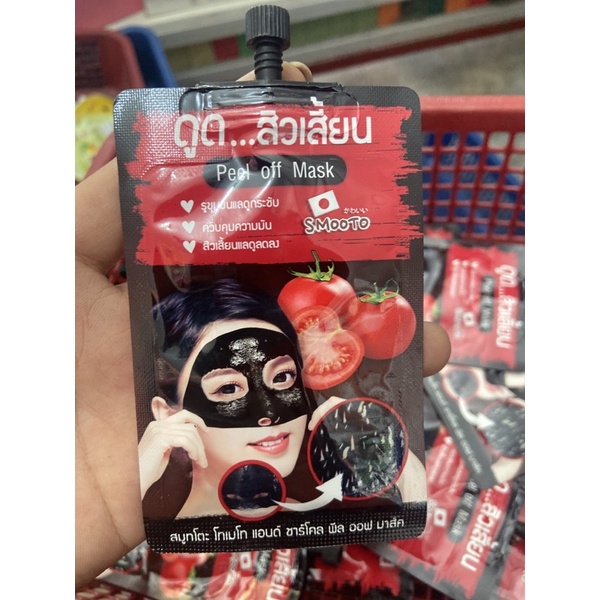 ดูด...สิวเสี้ยน
Peel off Mask
รูขุมขนแลดูกระชับ
ควบคุมความมัน
สิวเสี้ยนแลดูลดลง
かわいい
SMOOTO
สมูทโตะ โทเมโท แอนด์ ชาร์โคล พีล ออฟ มาส์ค